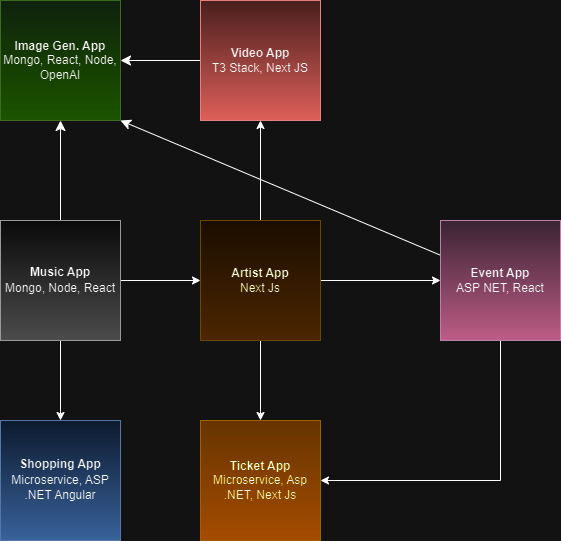 Image Gen. App
Mongo, React, Node,
OpenAI
Video App
T3 Stack, Next JS
Music App
Mongo, Node, React
Artist App
Next Js
Event App
ASP NET, React
Shopping App
Microservice, ASP
.NET Angular
Ticket App
Microservice, Asp
.NET, Next Js